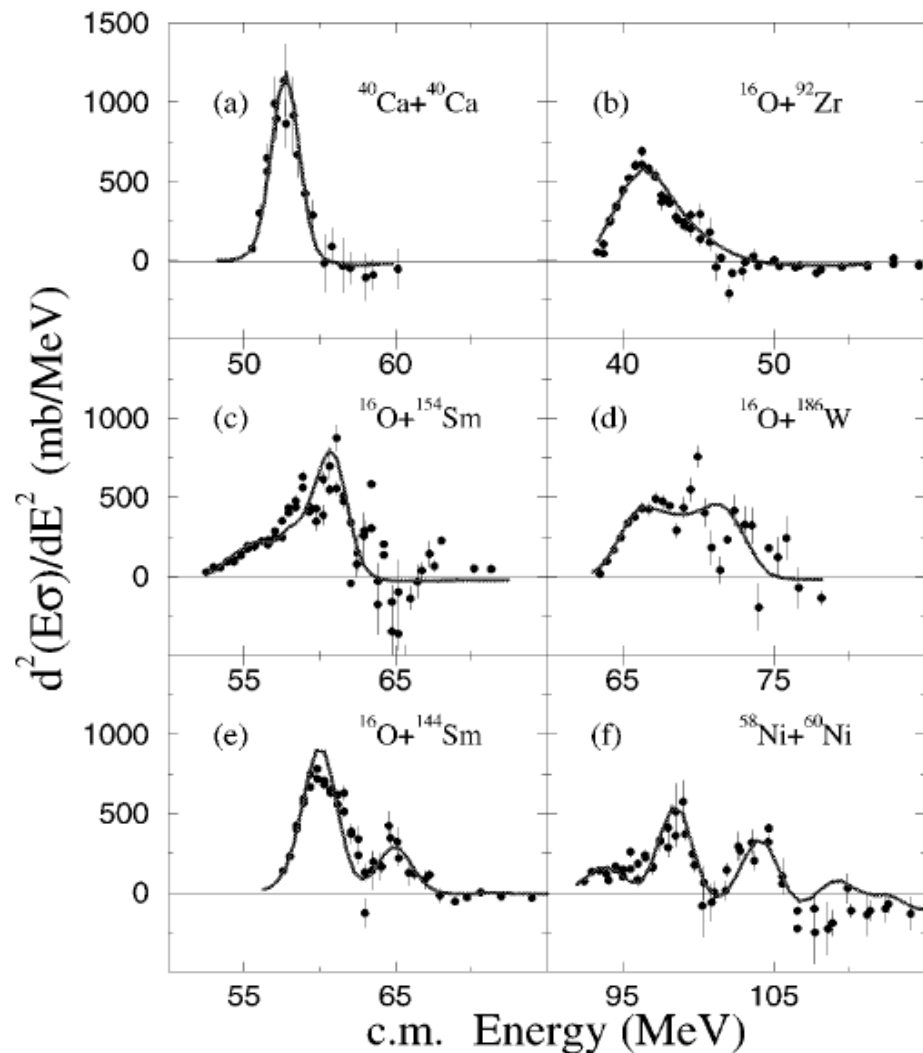 1500
1000
500
0
(a) ⁴⁰Ca+⁴⁰Ca
(b) ¹⁶O+⁹²Zr
50 60
40 50
1000
500
0
(c) ¹⁶O+¹⁵⁴Sm
(d) ¹⁶O+¹⁸⁶W
55 65
65 75
1000
500
0
(e) ¹⁶O+¹⁴⁴Sm
(f) ⁵⁸Ni+⁶⁰Ni
55 65
95 105
d²(Eσ)/dE² (mb/MeV)
c.m. Energy (MeV)